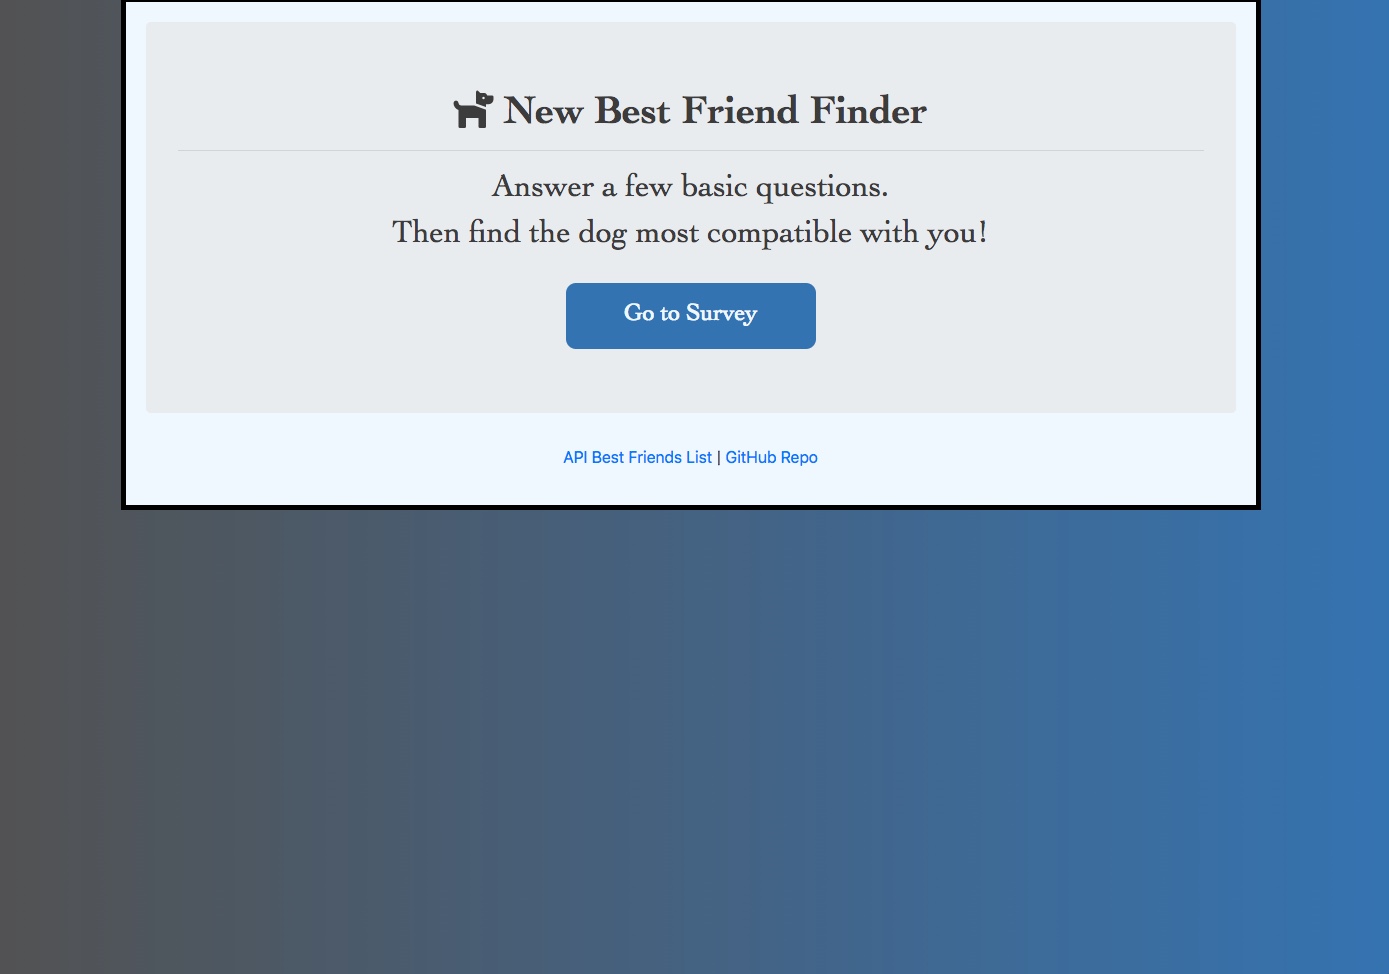 New Best Friend Finder
Answer a few basic questions.
Then find the dog most compatible with you!
Go to Survey
API Best Friends List | GitHub Repo